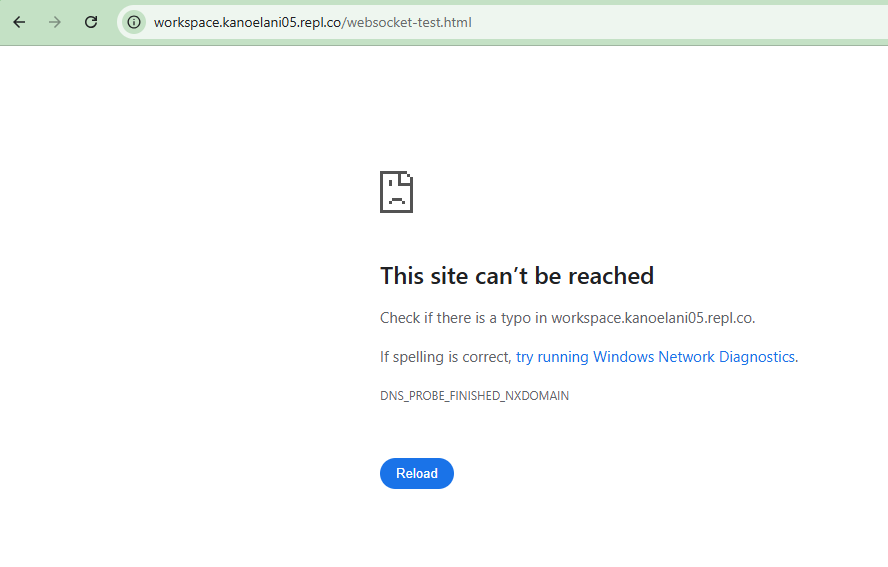 workspace.kanoelani05.repl.co/websocket-test.html
This site can’t be reached
Check if there is a typo in workspace.kanoelani05.repl.co.
If spelling is correct, try running Windows Network Diagnostics.
DNS_PROBE_FINISHED_NXDOMAIN
Reload